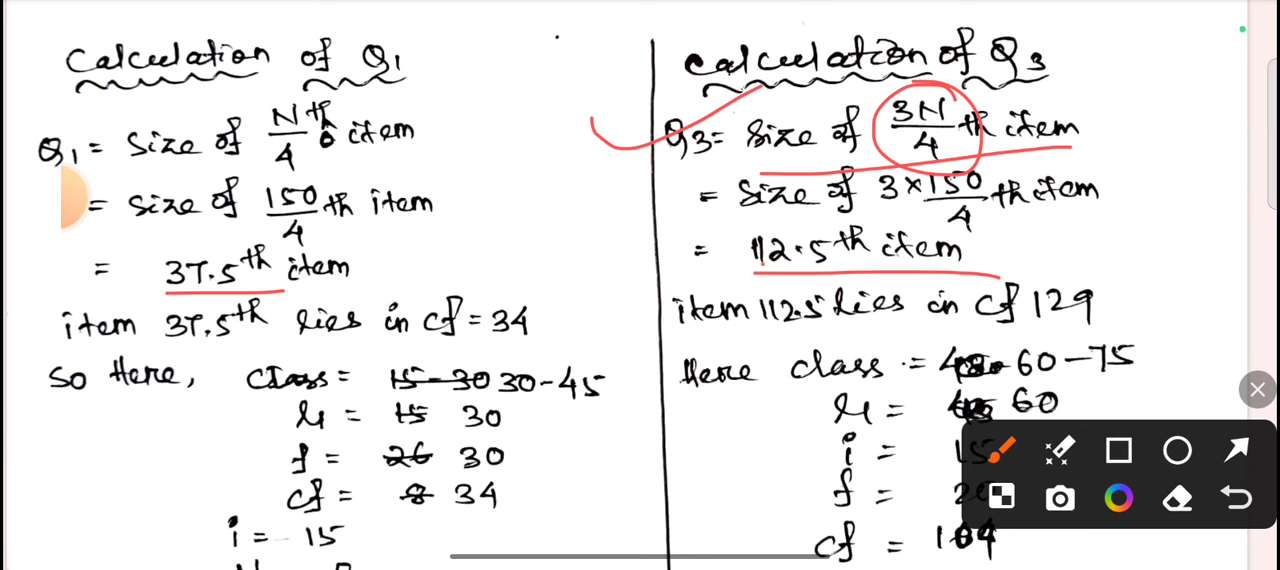 Calculation of Q1
Q1 = Size of N/4 th item
= Size of 150/4 th item
= 37.5th item
item 37.5th lies in cf = 34
So Here, Class = 15-30 30-45
l1 = 15 30
f = 26 30
cf = 8 34
i = 15
Calculation of Q3
Q3 = Size of 3N/4 th item
= Size of 3×150/4 th item
= 112.5th item
item 112.5 lies in cf 129
Here class = 60-75
l1 = 60
i = 15
f =
cf = 104